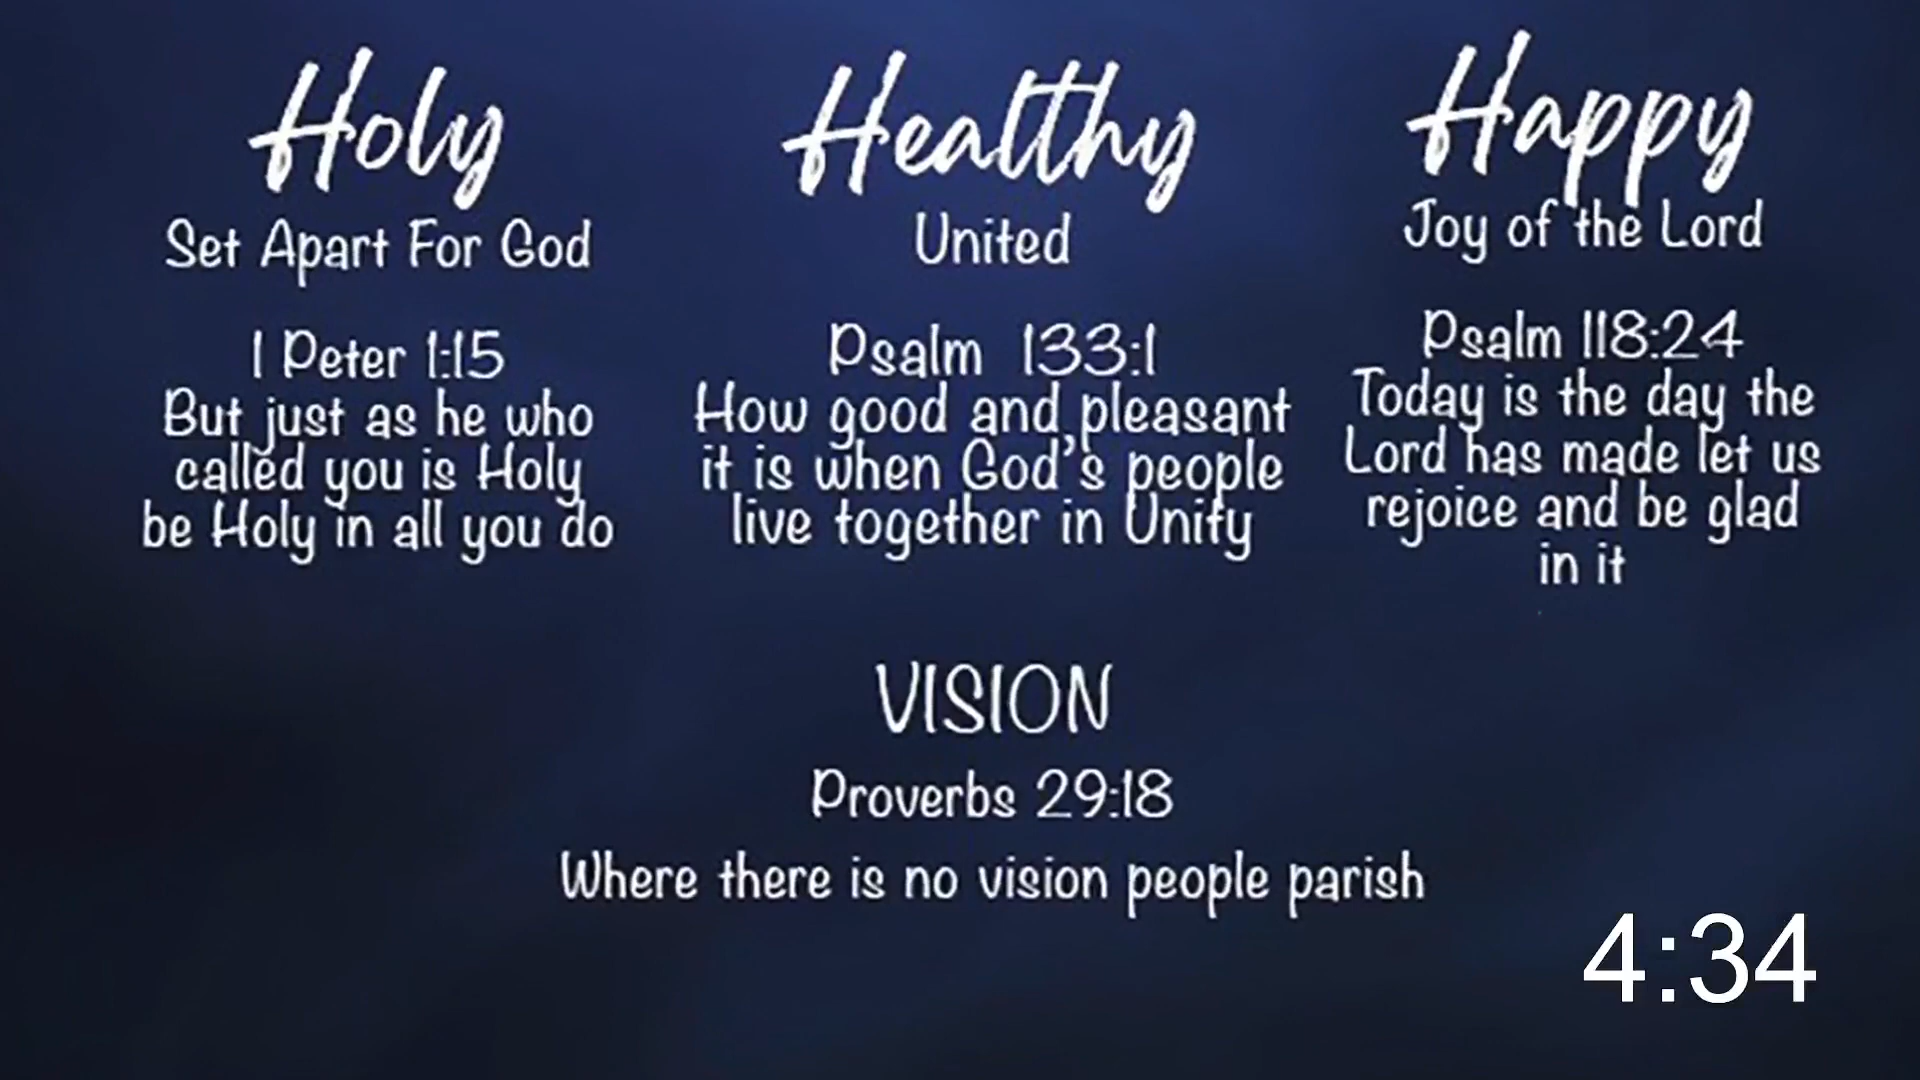 Holy
Set Apart For God
1 Peter 1:15
But just as he who
called you is Holy
be Holy in all you do
Healthy
United
Psalm 133:1
How good and pleasant
it is when God's people
live together in Unity
Happy
Joy of the Lord
Psalm 118:24
Today is the day the
Lord has made let us
rejoice and be glad
in it
VISION
Proverbs 29:18
Where there is no vision people parish
4:34